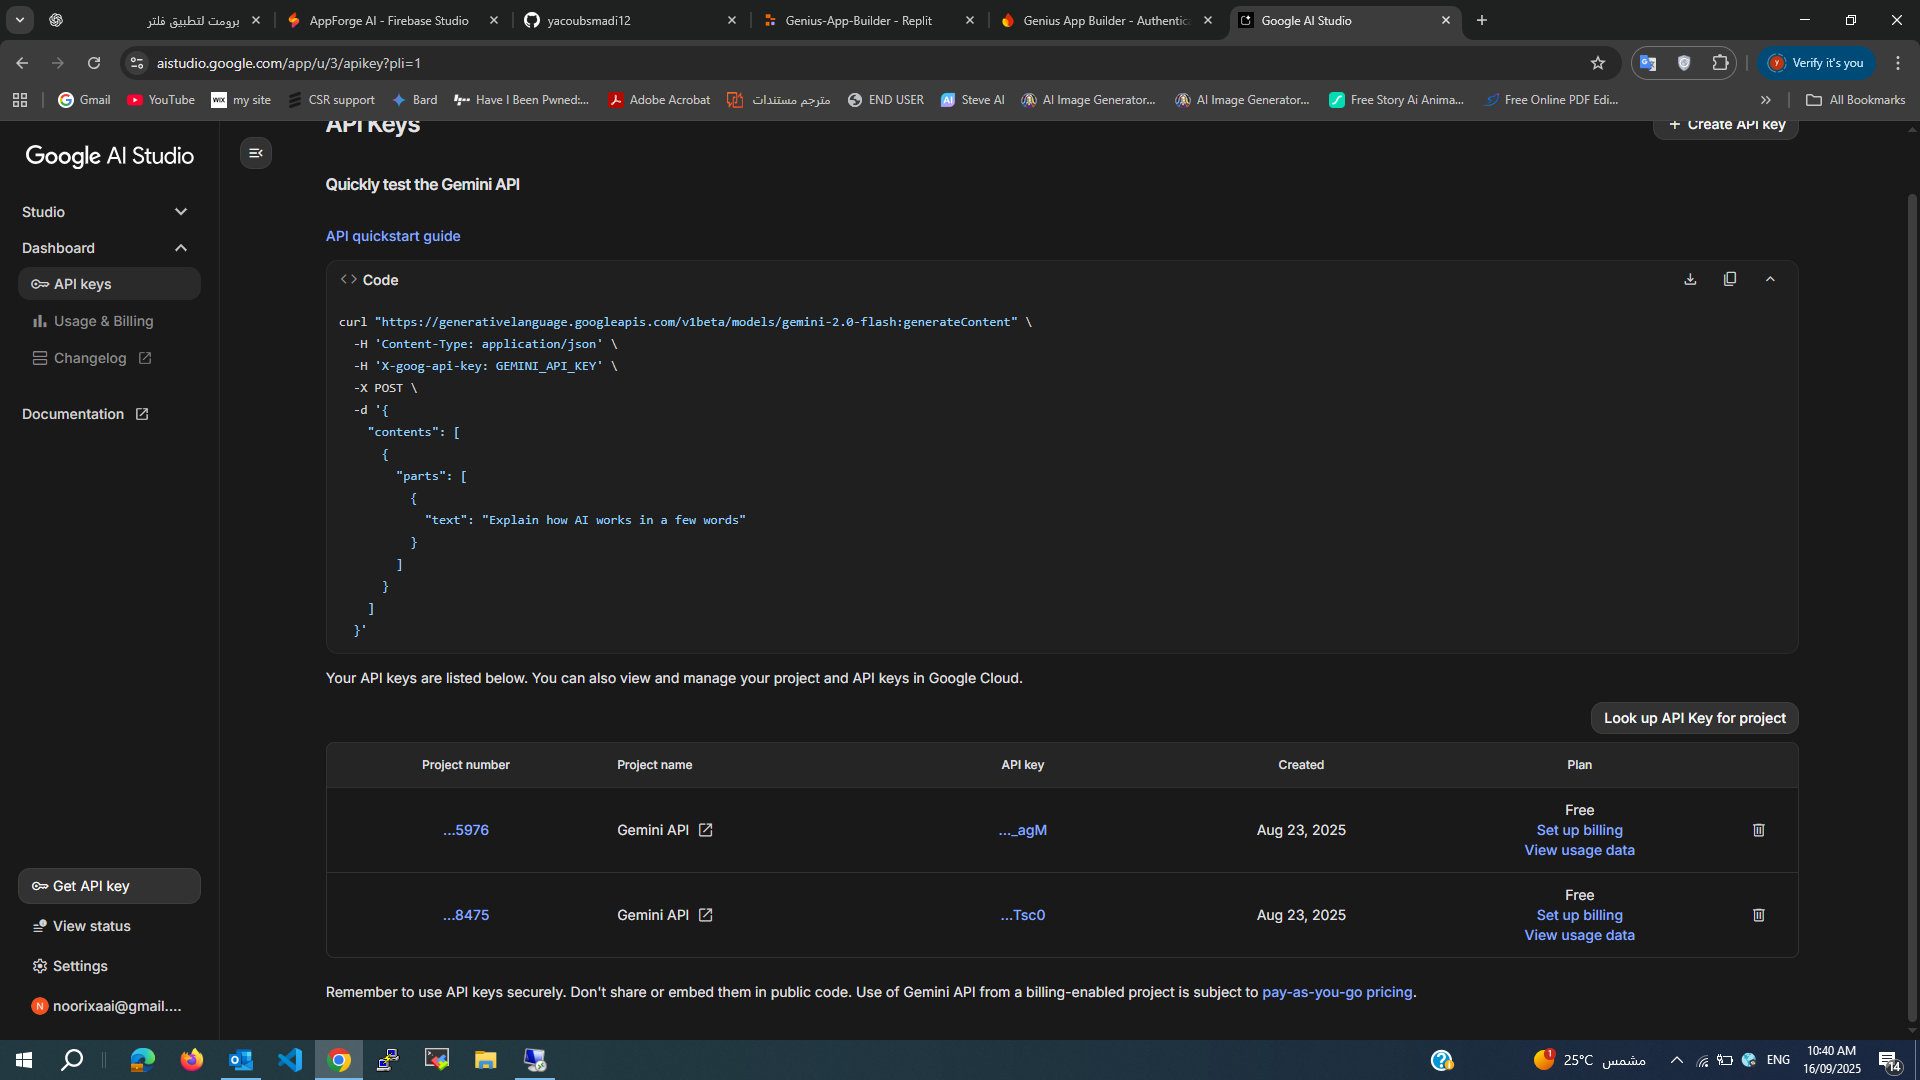 برومت لتطبيق فلتر
AppForge AI - Firebase Studio
yacoubsmadi12
Genius-App-Builder - Replit
Genius App Builder - Authentica
Google AI Studio
aistudio.google.com/app/u/3/apikey?pli=1
Verify it's you
Gmail
YouTube
WIX my site
CSR support
Bard
Have I Been Pwned:...
Adobe Acrobat
مترجم مستندات
END USER
Steve AI
AI Image Generator...
AI Image Generator...
Free Story Ai Anima...
Free Online PDF Edi...
All Bookmarks
Google AI Studio
Studio
Dashboard
API keys
Usage & Billing
Changelog
Documentation
Get API key
View status
Settings
N noorixaai@gmail....
API Keys
+ Create API key
Quickly test the Gemini API
API quickstart guide
<> Code
curl "https://generativelanguage.googleapis.com/v1beta/models/gemini-2.0-flash:generateContent" \
-H 'Content-Type: application/json' \
-H 'X-goog-api-key: GEMINI_API_KEY' \
-X POST \
-d '{
"contents": [
{
"parts": [
{
"text": "Explain how AI works in a few words"
}
]
}
]
}'
Your API keys are listed below. You can also view and manage your project and API keys in Google Cloud.
Look up API Key for project
Project number Project name API key Created Plan
...5976 Gemini API ..._agM Aug 23, 2025 Free
Set up billing
View usage data
...8475 Gemini API ...Tsc0 Aug 23, 2025 Free
Set up billing
View usage data
Remember to use API keys securely. Don't share or embed them in public code. Use of Gemini API from a billing-enabled project is subject to pay-as-you-go pricing.
1
25°C مشمس
ENG
10:40 AM
16/09/2025
14